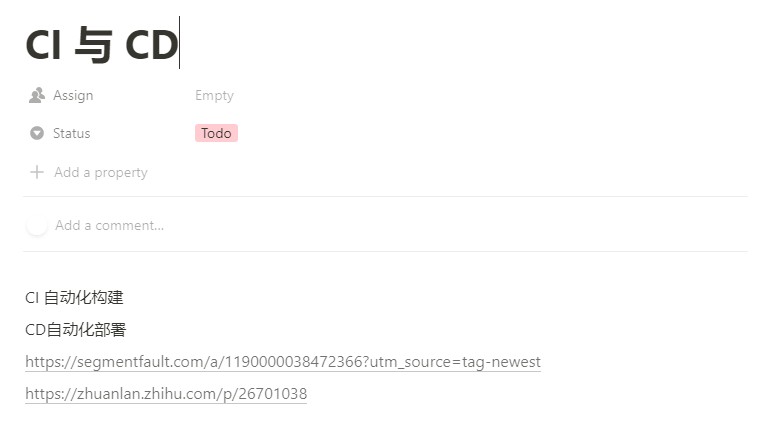 CI 与 CD
Assign Empty
Status Todo
Add a property
Add a comment...
CI 自动化构建
CD自动化部署
https://segmentfault.com/a/1190000038472366?utm_source=tag-newest
https://zhuanlan.zhihu.com/p/26701038